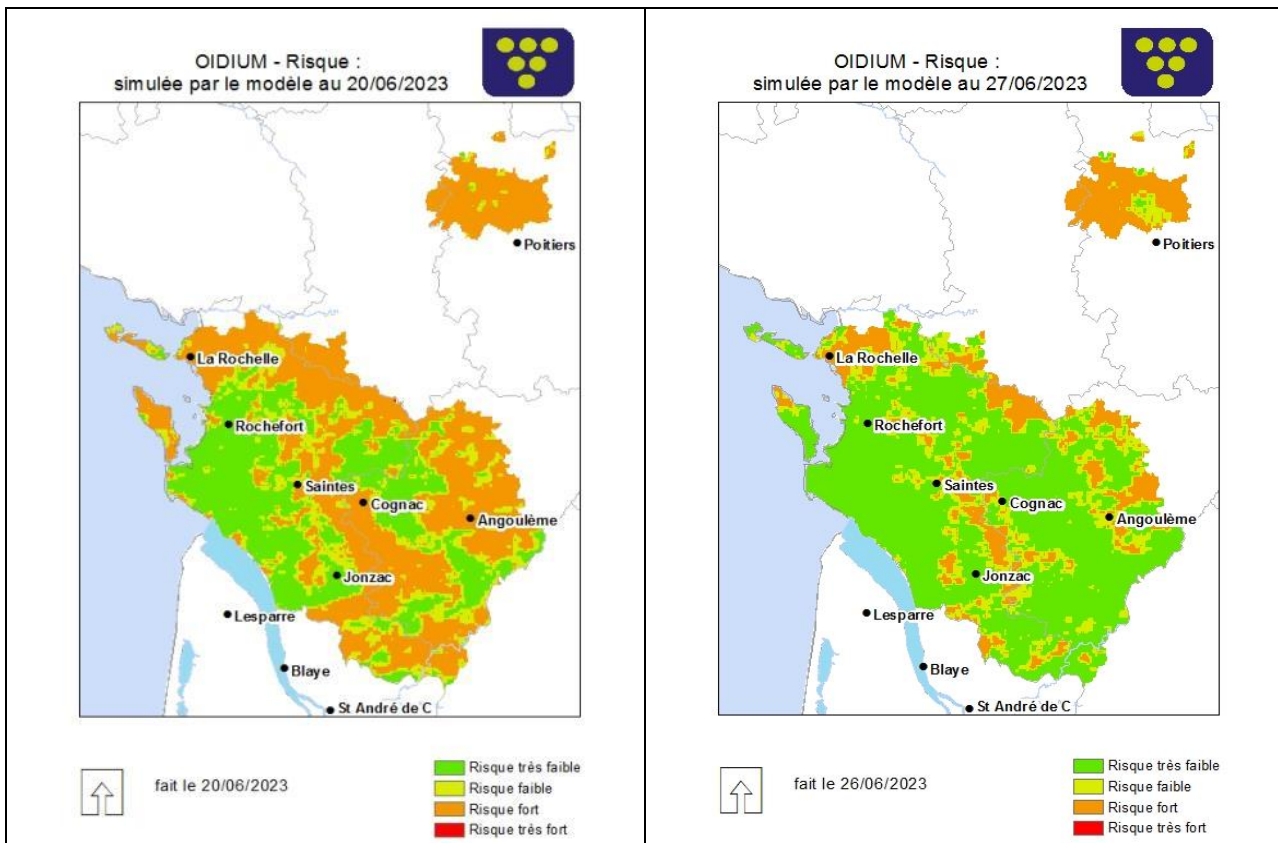 OIDIUM - Risque :
simulée par le modèle au 20/06/2023
Poitiers
La Rochelle
Rochefort
Saintes
Cognac
Angoulême
Jonzac
Lesparre
Blaye
St André de C
fait le 20/06/2023
Risque très faible
Risque faible
Risque fort
Risque très fort
OIDIUM - Risque :
simulée par le modèle au 27/06/2023
Poitiers
La Rochelle
Rochefort
Saintes
Cognac
Angoulême
Jonzac
Lesparre
Blaye
St André de C
fait le 26/06/2023
Risque très faible
Risque faible
Risque fort
Risque très fort